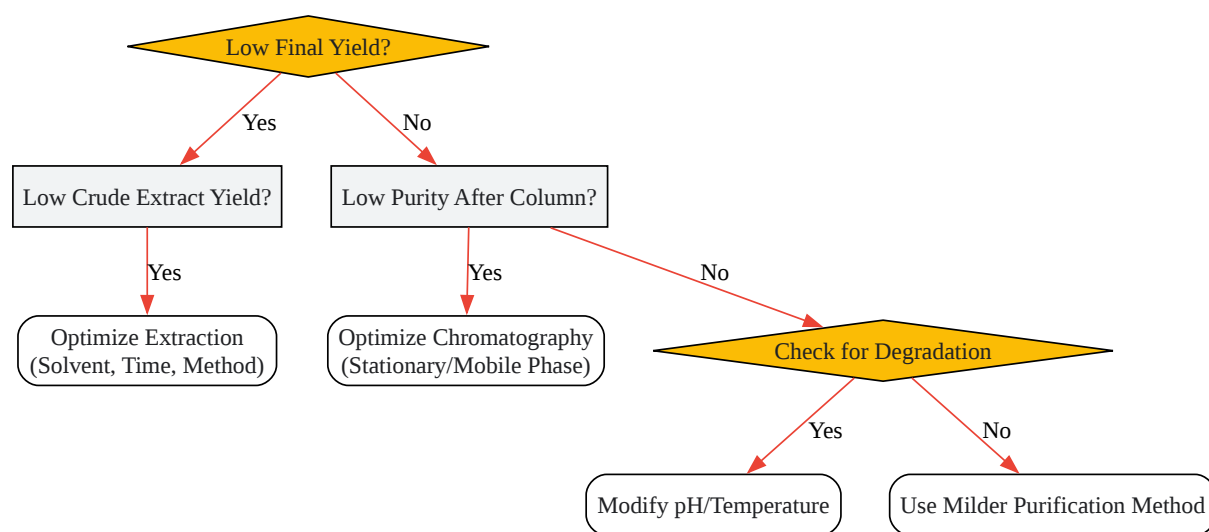 Low Final Yield?
Yes
No
Low Crude Extract Yield?
Low Purity After Column?
Yes
Yes
No
Optimize Extraction
(Solvent, Time, Method)
Optimize Chromatography
(Stationary/Mobile Phase)
Check for Degradation
Yes
No
Modify pH/Temperature
Use Milder Purification Method